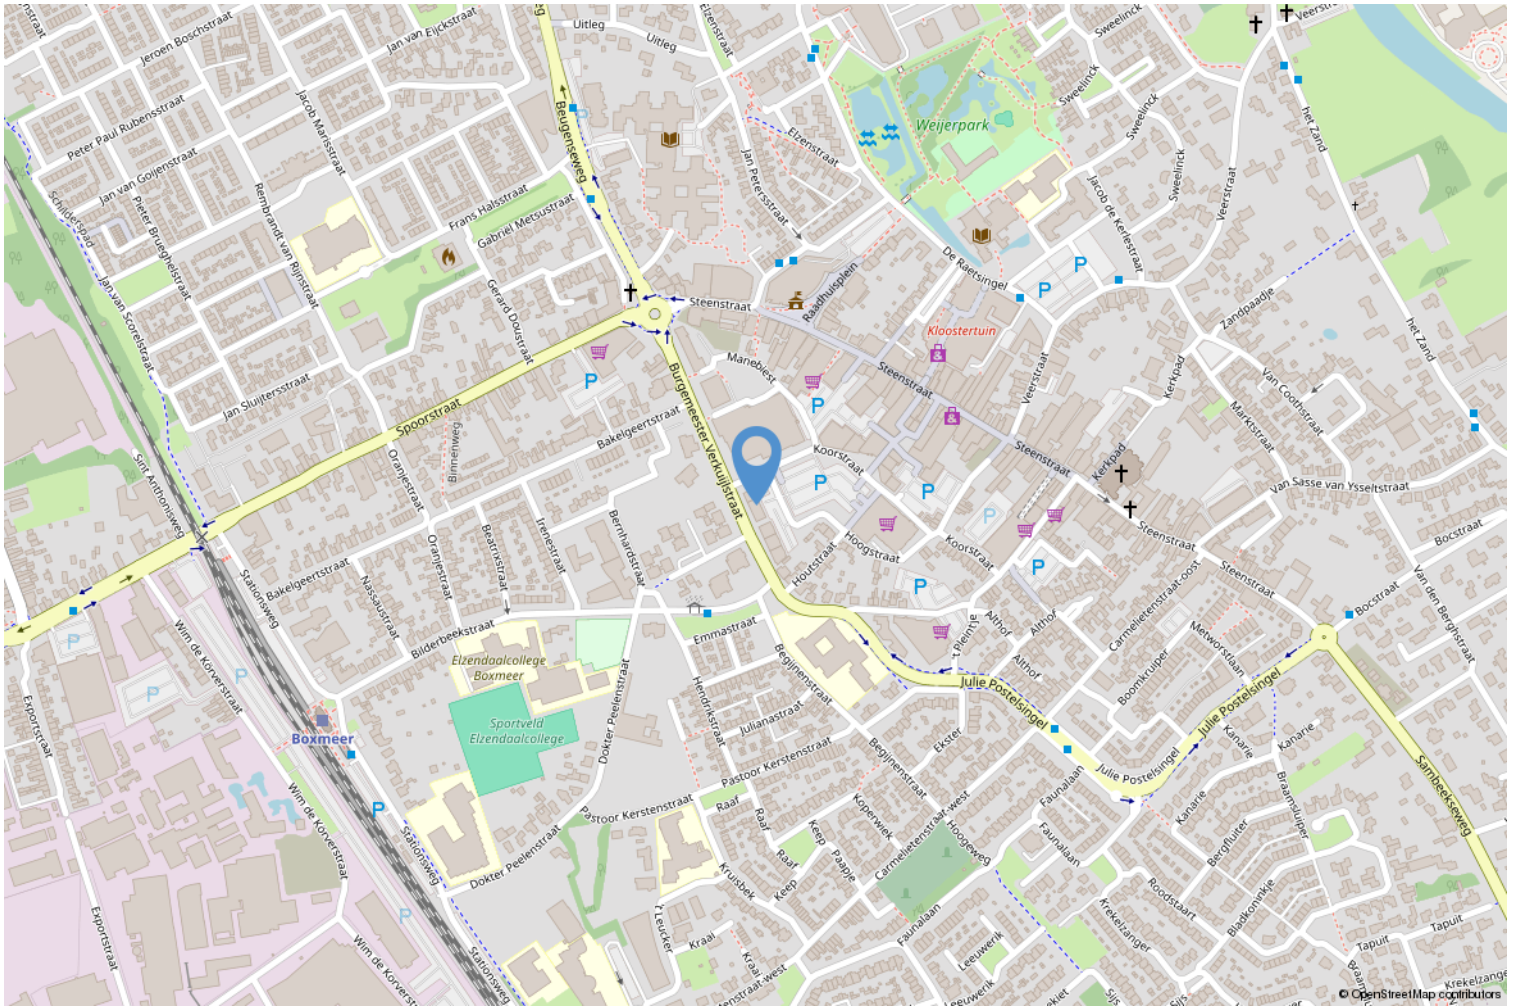 Uitleg
Uitleg
Elzenstraat
Sweelinck
Jan van Eijckstraat
Jeroen Boschstraat
Peter Paul Rubensstraat
Jacob Marisstraat
Beugenseweg
Elzenstraat
Weijerpark
Sweelinck
Sweelinck
het Zand
Jan van Goijenstraat
Jan Petersstraat
Sweelinck
Schilderspad
Pieter Brueghelstraat
Rembrandt van Rijnstraat
Frans Halsstraat
Gabriel Metsustraat
Jacob de Kerlestraat
Veerstraat
De Raetsingel
P
P
Jan van Scorelstraat
Gerard Doustraat
Steenstraat
Raadhuisplein
Zandpaadje
Kloostertuin
het Zand
Manebiest
Steenstraat
Veerstraat
Kerkpad
Van Coothstraat
P
P
Jan Sluijtersstraat
Spoorstraat
Burgemeester Verkuijlstraat
Bakelgeertstraat
Binnenweg
Marktstraat
Koorstraat
Steenstraat
Kerkpad
Sint Anthonisweg
Oranjestraat
P
P
P
Van Sasse van Ysseltstraat
Steenstraat
Bocstraat
Oranjestraat
Beatrixstraat
Irenestraat
Bernhardstraat
Hoogstraat
Koorstraat
Houtstraat
P
P
Bakelgeertstraat
Nassaustraat
Stationsweg
Steenstraat
Carmelietenstraat-oost
Bocstraat
Van den Berghstraat
P
Wim de Korverstraat
Bilderbeekstraat
Emmastraat
't Pleintje
Althof
Althof
Althof
Metworstlaan
Boomkruiper
Elzendaalcollege
Boxmeer
Begijnenstraat
P
P
Exportstraat
Boxmeer
Sportveld
Elzendaalcollege
Dokter Peelenstraat
Hendrikstraat
Julianastraat
Julie Postelsingel
Julie Postelsingel
Julie Postelsingel
Ekster
Kanarie
Kanarie
Pastoor Kerstenstraat
Begijnenstraat
Sambeekseweg
Wim de Korverstraat
P
Stationsweg
Pastoor Kerstenstraat
Raaf
Raaf
Raaf
Keep
Keep
Koperwiek
Paapje
Carmelietenstraat-west
Hoogeweg
Faunalaan
Faunalaan
Kanarie
Bergfluiter
Braamsluiper
Dokter Peelenstraat
Kruisbek
Roodstaart
Bladkoninkje
Krekelzanger
Faunalaan
P
Exportstraat
't Leucker
Kraal
Kraal
Leeuwerik
Leeuwerik
Tapuit
Tapuit
Stationsweg
Krekelzanger
© OpenStreetMap contributors